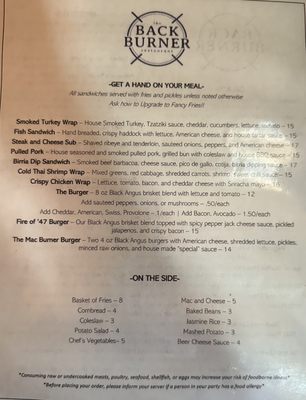 the
BACK
BURNER
restaurant
-GET A HAND ON YOUR MEAL-
All sandwiches served with fries and pickles unless noted otherwise
Ask how to Upgrade to Fancy Fries!!
Smoked Turkey Wrap – House Smoked Turkey, Tzatziki sauce, cheddar, cucumbers, lettuce, tomato – 15
Fish Sandwich – Hand breaded, crispy haddock with lettuce, American cheese, and house tartar sauce – 15
Steak and Cheese Sub – Shaved ribeye and tenderloin, sauteed onions, peppers, and American cheese – 17
Pulled Pork – House seasoned and smoked pulled pork, grilled bun with coleslaw and house BBQ sauce – 15
Birria Dip Sandwich – Smoked beef barbacoa, cheese sauce, pico de gallo, crispy dipping – 17
Cold Thai Shrimp Wrap – Mixed greens, red cabbage, shredded carrots, shrimp, sweet chili sauce – 15
Crispy Chicken Wrap – Lettuce, tomato, bacon, and cheddar cheese with Sriracha mayo – 15
The Burger – 8 oz Black Angus brisket blend with lettuce and tomato – 12
Add sauteed peppers, onions, or mushrooms – .50/each
Add Cheddar, American, Swiss, Provolone – 1/each | Add Bacon, Avocado – 1.50/each
Fire of '47 Burger – Our Black Angus brisket blend topped with spicy pepper jack cheese sauce, pickled
jalapenos, and crispy bacon – 15
The Mac Burner Burger – Two 4 oz Black Angus burgers with American cheese, shredded lettuce, pickles,
minced raw onions, and house made "special" sauce – 14
-ON THE SIDE-
Basket of Fries – 8
Cornbread – 4
Coleslaw – 3
Potato Salad – 4
Chef's Vegetables– 5
Mac and Cheese – 5
Baked Beans – 3
Jasmine Rice – 3
Mashed Potato – 3
Beer Cheese Sauce – 4
*Consuming raw or undercooked meats, poultry, seafood, shellfish, or eggs may increase your risk of foodborne illness*
*Before placing your order, please inform your server if a person in your party has a food allergy*